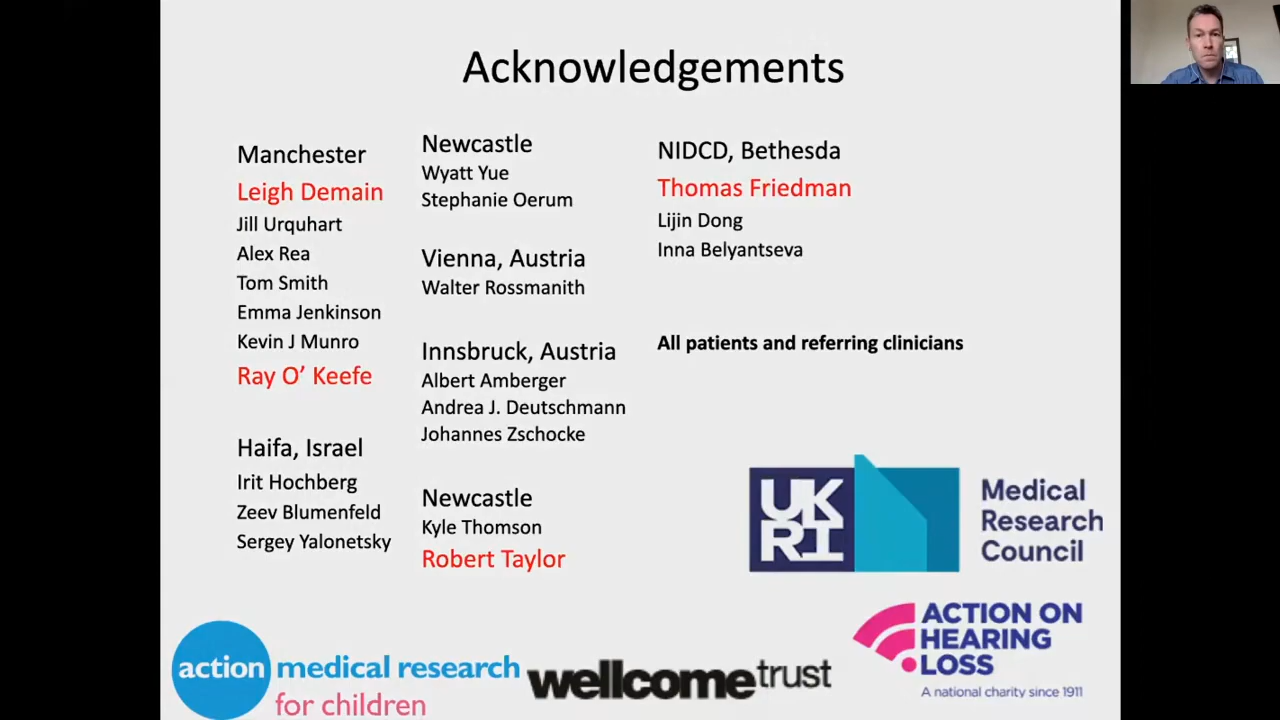 Acknowledgements
Manchester
Leigh Demain
Jill Urquhart
Alex Rea
Tom Smith
Emma Jenkinson
Kevin J Munro
Ray O’ Keefe
Haifa, Israel
Irit Hochberg
Zeev Blumenfeld
Sergey Yalonetsky
Newcastle
Wyatt Yue
Stephanie Oerum
Vienna, Austria
Walter Rossmanith
Innsbruck, Austria
Albert Amberger
Andrea J. Deutschmann
Johannes Zschocke
Newcastle
Kyle Thomson
Robert Taylor
NIDCD, Bethesda
Thomas Friedman
Lijin Dong
Inna Belyantseva
All patients and referring clinicians
UK
RI
Medical
Research
Council
action medical research
for children
wellcometrust
ACTION ON
HEARING
LOSS
A national charity since 1911